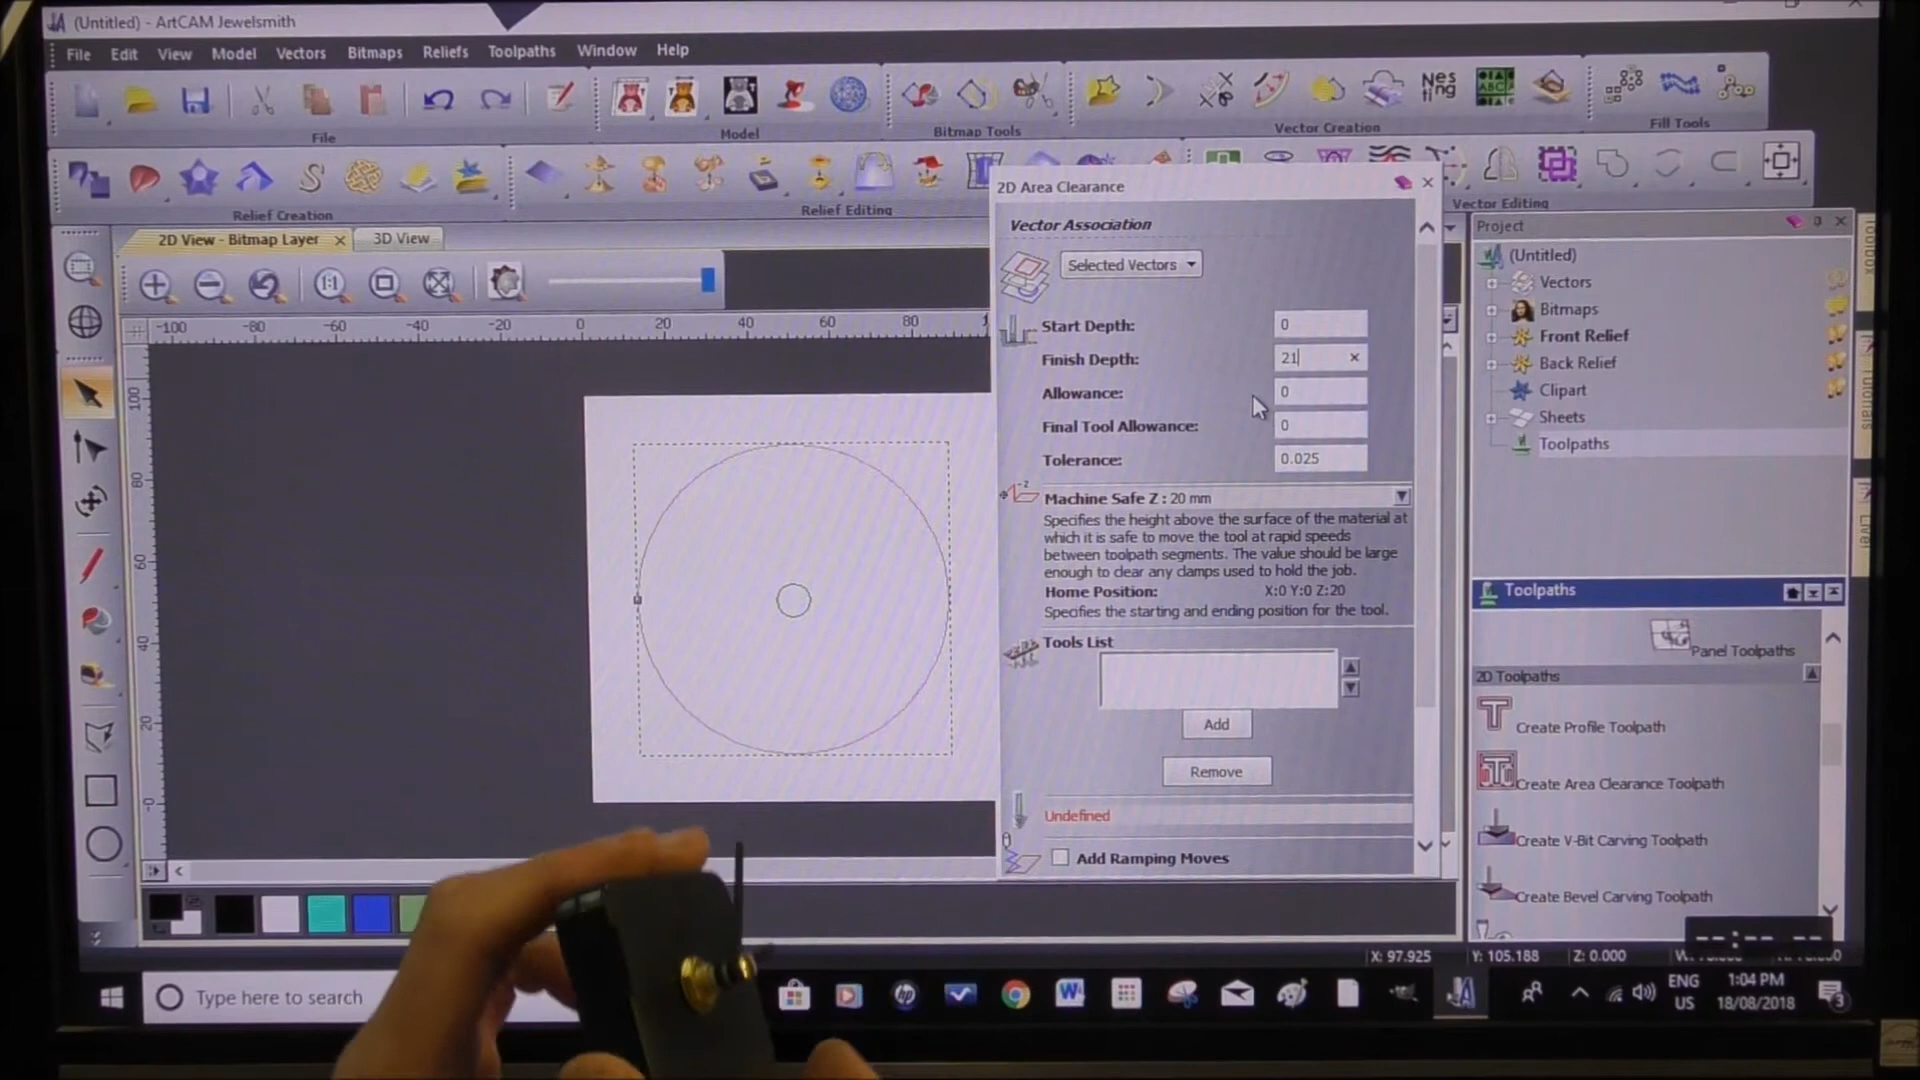 (Untitled) - ArtCAM Jewelsmith
File Edit View Model Vectors Bitmaps Reliefs Toolpaths Window Help
Nes
ting
ABC
File
Model
Bitmap Tools
Vector Creation
Fill Tools
Relief Creation
Relief Editing
Vector Editing
2D View - Bitmap Layer
3D View
1:1
-100 -80 -60 -40 -20 0 20 40 60 80
100
80
60
40
20
-0
2D Area Clearance
Vector Association
Selected Vectors
Start Depth: 0
Finish Depth: 21
Allowance: 0
Final Tool Allowance: 0
Tolerance: 0.025
Machine Safe Z : 20 mm
Specifies the height above the surface of the material at
which it is safe to move the tool at rapid speeds
between toolpath segments. The value should be large
enough to clear any clamps used to hold the job.
Home Position: X:0 Y:0 Z:20
Specifies the starting and ending position for the tool.
Tools List
Add
Remove
Undefined
Add Ramping Moves
Project
(Untitled)
Vectors
Bitmaps
Front Relief
Back Relief
Clipart
Sheets
Toolpaths
Toolbox
Tutorials
Toolpaths
Panel Toolpaths
2D Toolpaths
Create Profile Toolpath
Create Area Clearance Toolpath
Create V-Bit Carving Toolpath
Create Bevel Carving Toolpath
X: 97.925 Y: 105.188 Z: 0.000
--:-- --
Type here to search
ENG
US
1:04 PM
18/08/2018
3